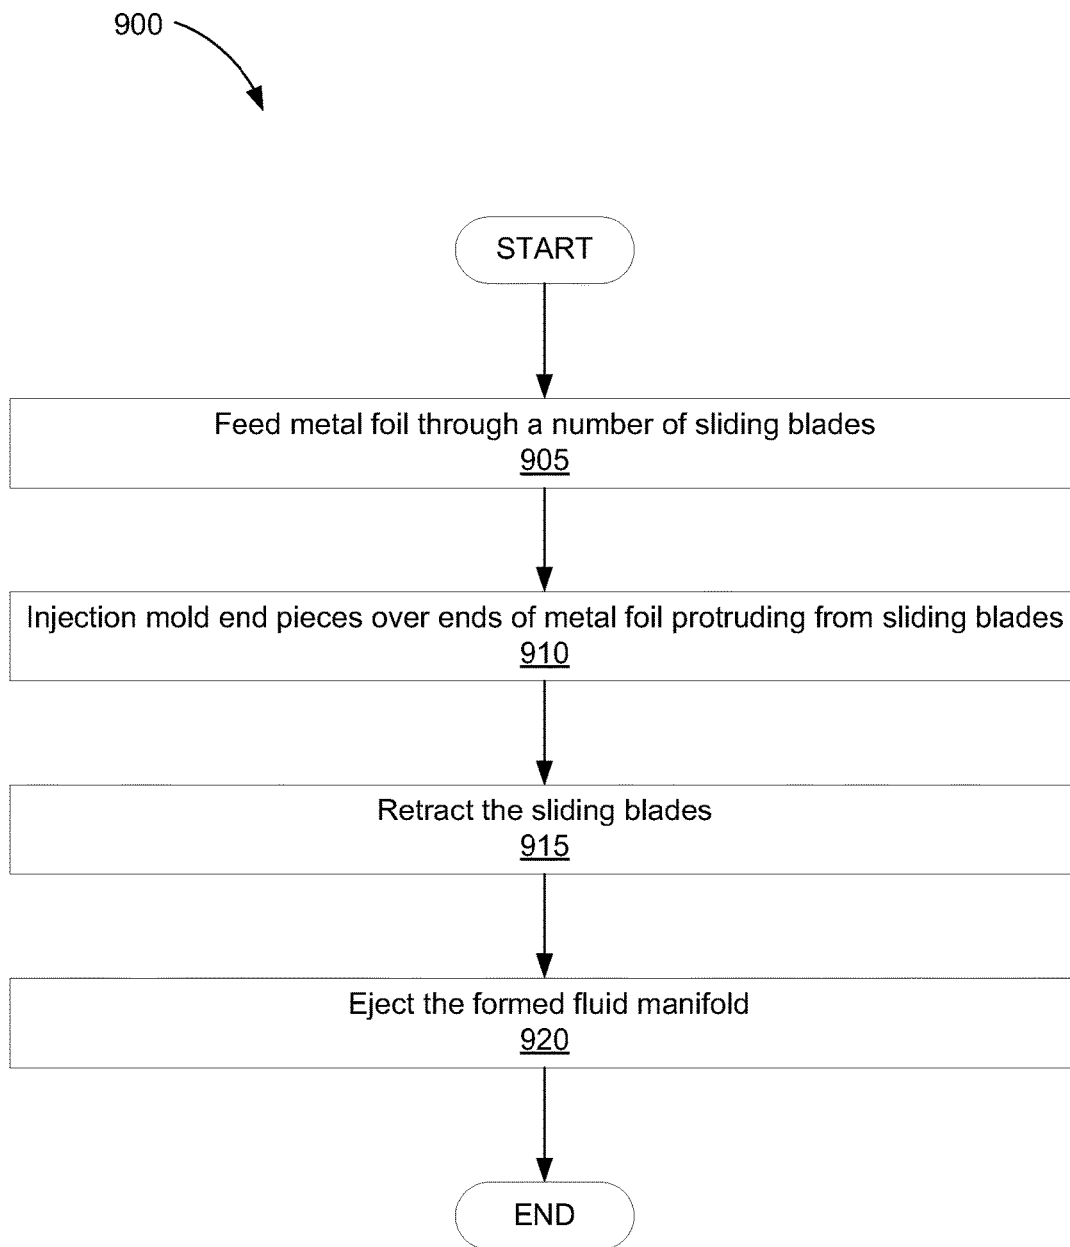 900
START
Feed metal foil through a number of sliding blades
905
Injection mold end pieces over ends of metal foil protruding from sliding blades
910
Retract the sliding blades
915
Eject the formed fluid manifold
920
END